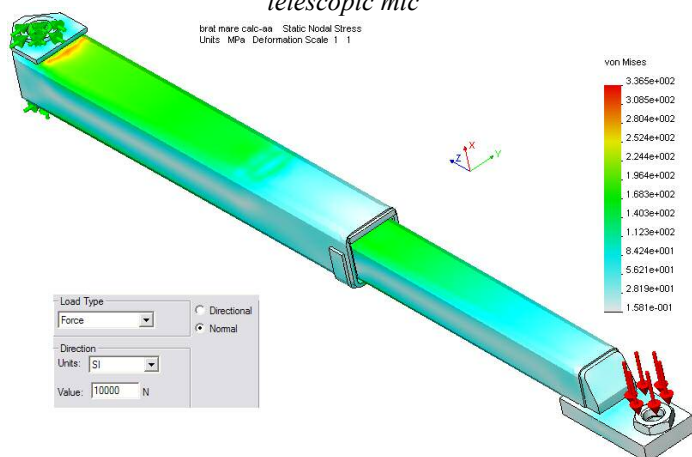 telescopic mic
brat mare calc-aa Static Nodal Stress
Units MPa Deformation Scale 1 1
von Mises
3.365e+002
3.085e+002
2.804e+002
2.524e+002
2.244e+002
1.964e+002
1.683e+002
1.403e+002
1.123e+002
8.424e+001
5.621e+001
2.819e+001
1.581e-001
X
Y
Z
Load Type
Force
Directional
Normal
Direction
Units: SI
Value: 10000 N